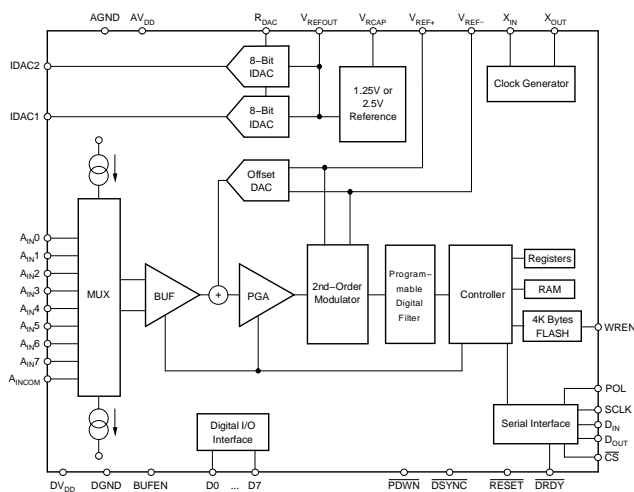 AGND AVDD RDAC VREFOUT VRCAP VREF+ VREF− XIN XOUT
IDAC2
8−Bit
IDAC
IDAC1
8−Bit
IDAC
1.25V or
2.5V
Reference
Clock Generator
Offset
DAC
AIN0
AIN1
AIN2
AIN3
AIN4
AIN5
AIN6
AIN7
AINCOM
MUX
BUF
+
PGA
2nd−Order
Modulator
Program−
mable
Digital
Filter
Controller
Registers
RAM
4K Bytes
FLASH
WREN
Digital I/O
Interface
Serial Interface
POL
SCLK
DIN
DOUT
CS
DVDD DGND BUFEN D0 ... D7 PDWN DSYNC RESET DRDY